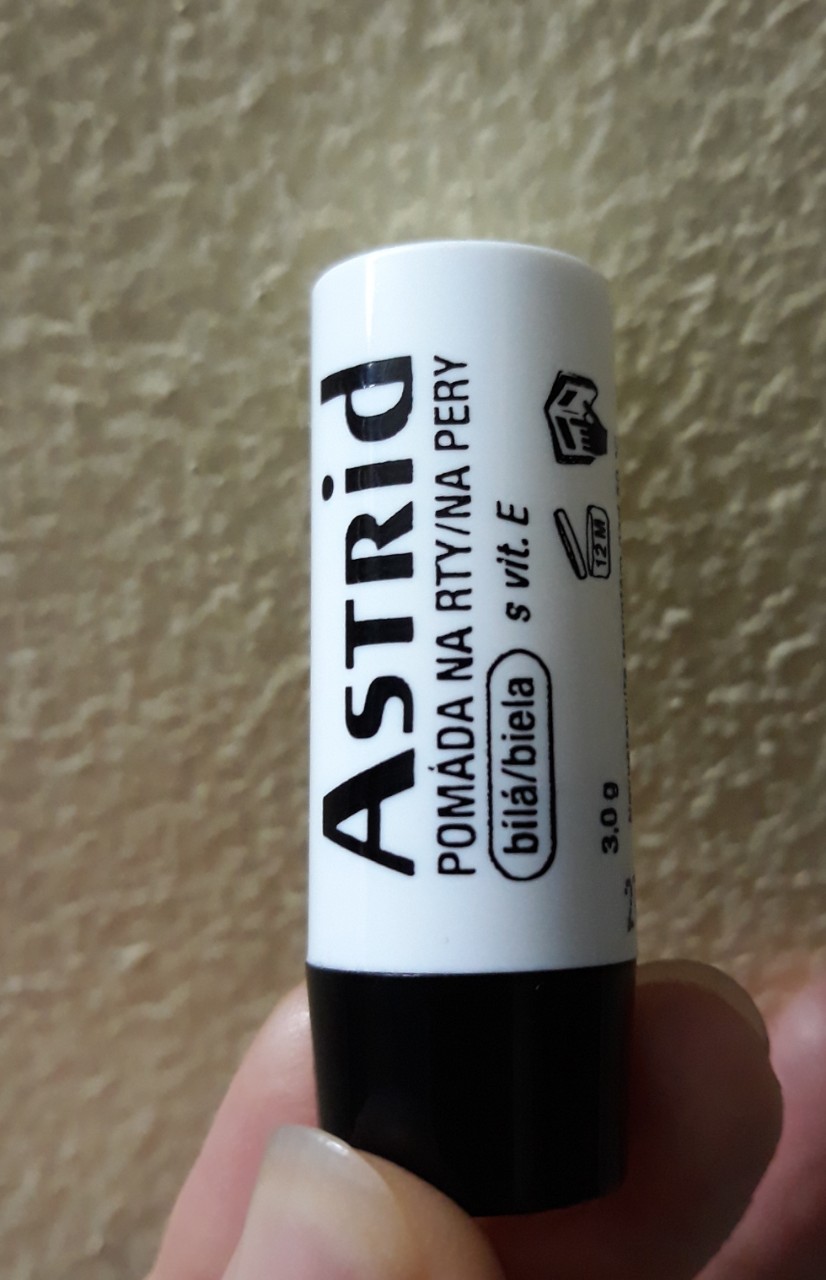 Astrid
POMÁDA NA RTY/NA PERY
bílá/biela s vit. E
12 M
3.0 g